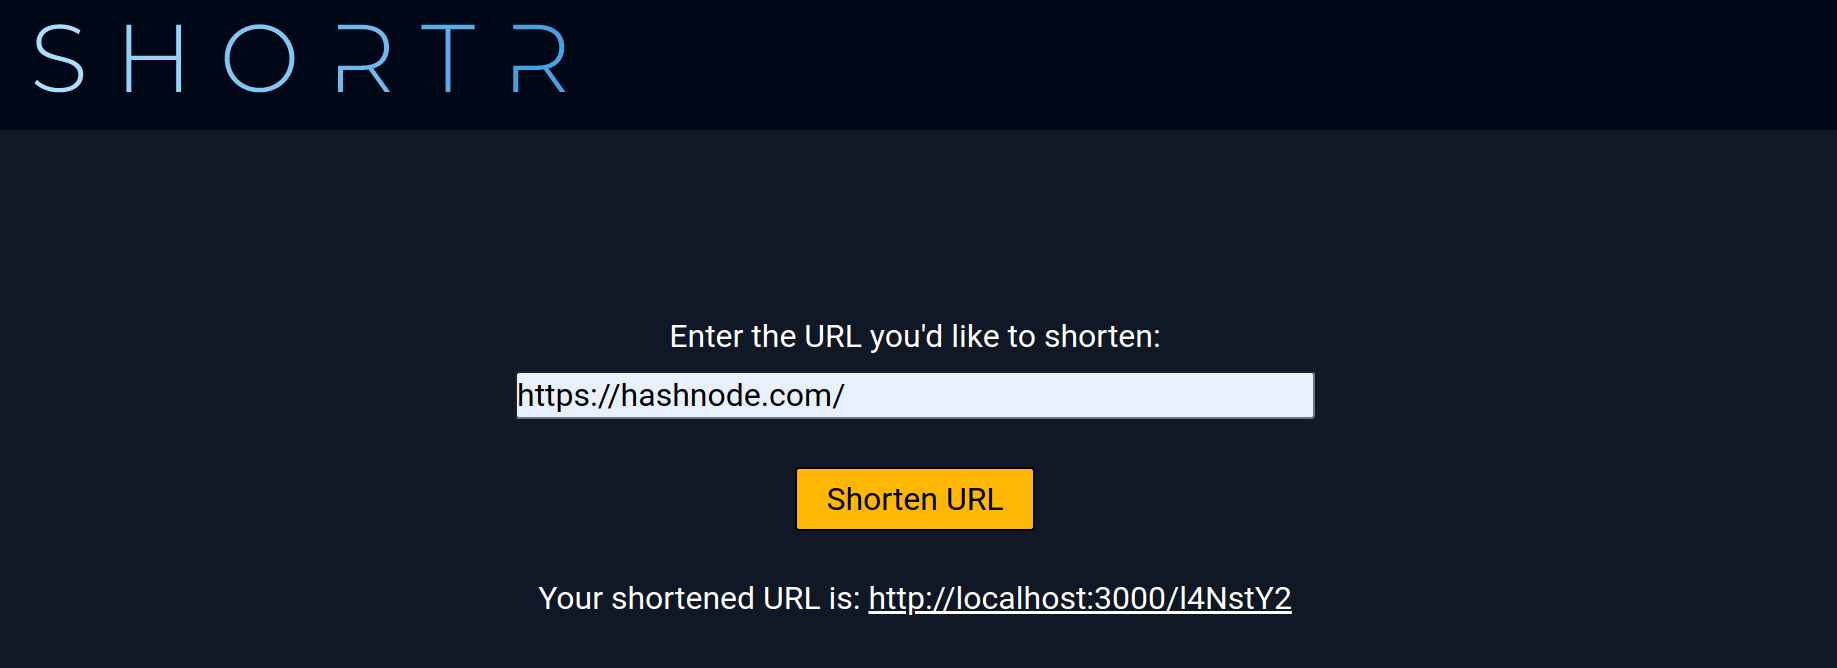 SHORTR
Enter the URL you'd like to shorten:
https://hashnode.com/
Shorten URL
Your shortened URL is: http://localhost:3000/l4NstY2